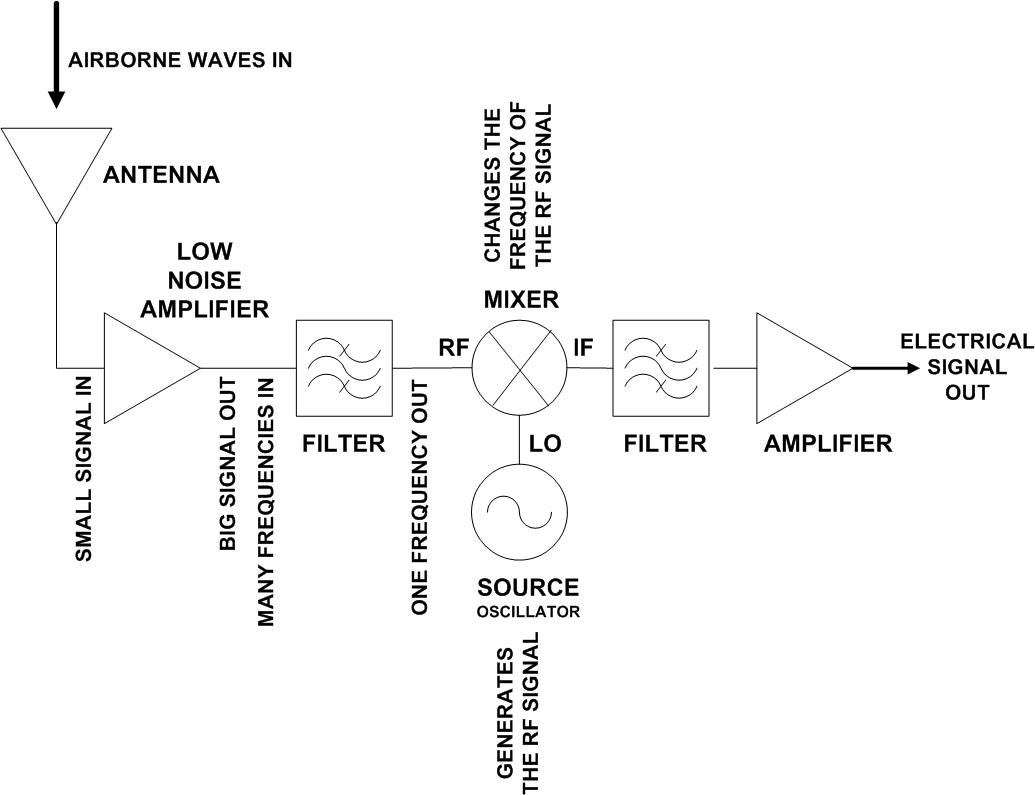 AIRBORNE WAVES IN
ANTENNA
LOW
NOISE
AMPLIFIER
SMALL SIGNAL IN
BIG SIGNAL OUT
MANY FREQUENCIES IN
FILTER
ONE FREQUENCY OUT
RF
CHANGES THE
FREQUENCY OF
THE RF SIGNAL
MIXER
IF
LO
SOURCE
OSCILLATOR
GENERATES
THE RF SIGNAL
FILTER
AMPLIFIER
ELECTRICAL
SIGNAL
OUT